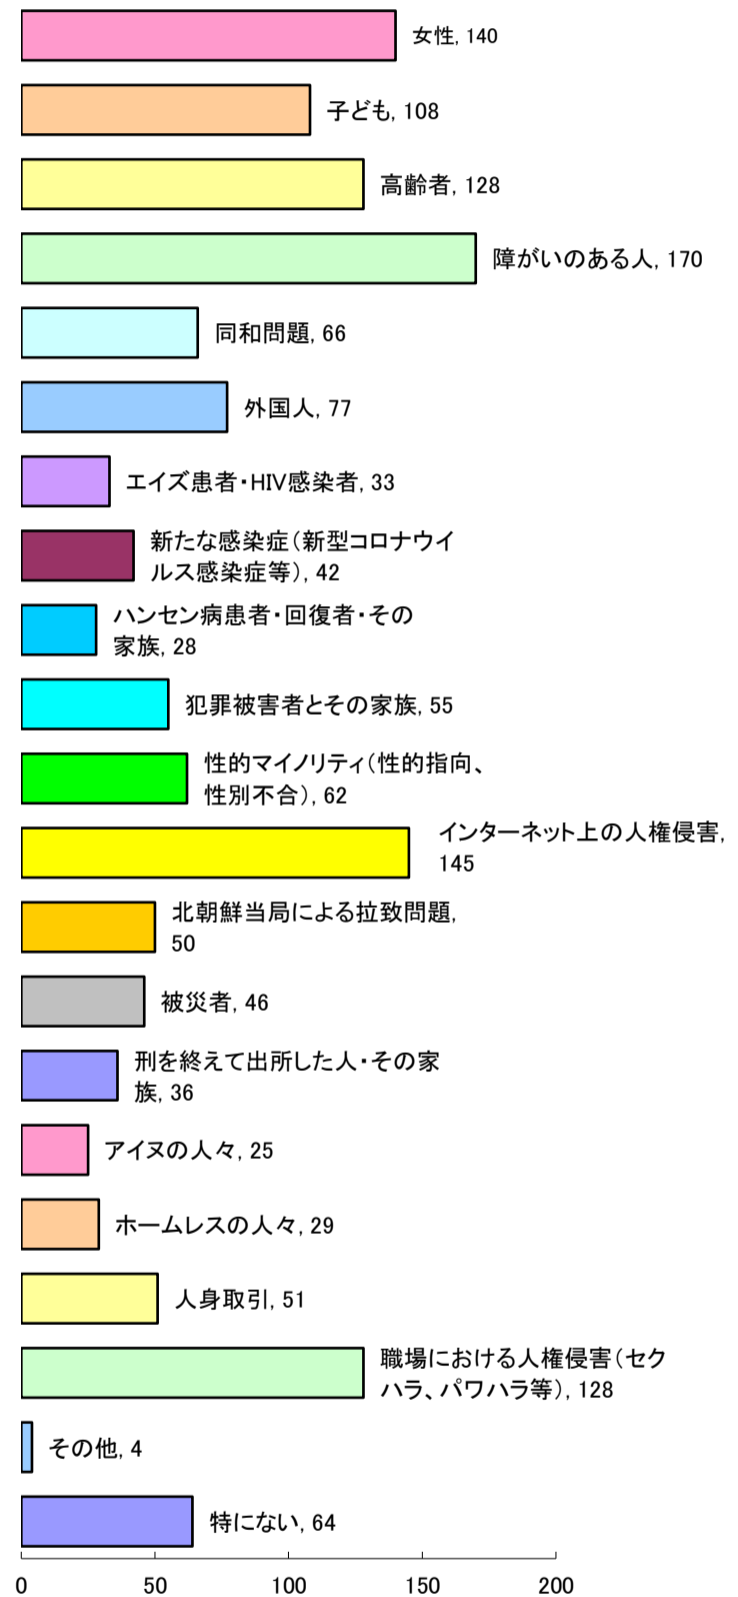 女性, 140
子ども, 108
高齢者, 128
障がいのある人, 170
同和問題, 66
外国人, 77
エイズ患者・HIV感染者, 33
新たな感染症（新型コロナウイ
ルス感染症等）, 42
ハンセン病患者・回復者・その
家族, 28
犯罪被害者とその家族, 55
性的マイノリティ（性的指向、
性別不合）, 62
インターネット上の人権侵害,
145
北朝鮮当局による拉致問題,
50
被災者, 46
刑を終えて出所した人・その家
族, 36
アイヌの人々, 25
ホームレスの人々, 29
人身取引, 51
職場における人権侵害（セク
ハラ、パワハラ等）, 128
その他, 4
特にない, 64
0 50 100 150 200